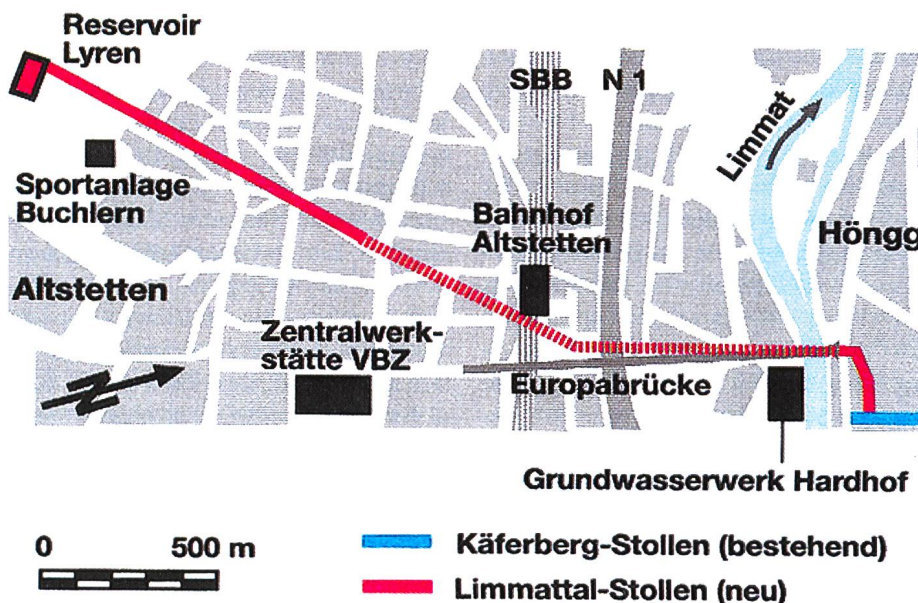 Reservoir
Lyren
SBB
N 1
Limmat
Sportanlage
Buchlern
Bahnhof
Altstetten
Höngg
Altstetten
Zentralwerk-
stätte VBZ
Europabrücke
N
Grundwasserwerk Hardhof
0 500 m
Käferberg-Stollen (bestehend)
Limmattal-Stollen (neu)